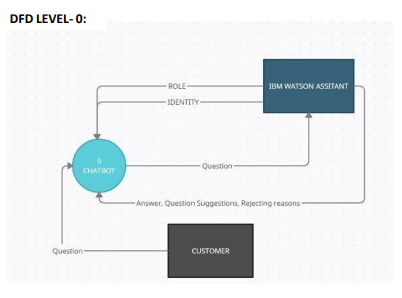 DFD LEVEL- 0:
ROLE
IBM WATSON ASSITANT
IDENTITY
0
CHATBOT
Question
Answer, Question Suggestions, Rejecting reasons
Question
CUSTOMER